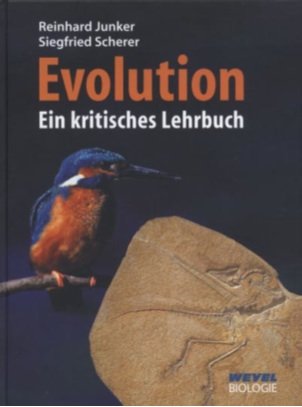 Reinhard Junker
Siegfried Scherer
Evolution
Ein kritisches Lehrbuch
WEYEL
BIOLOGIE